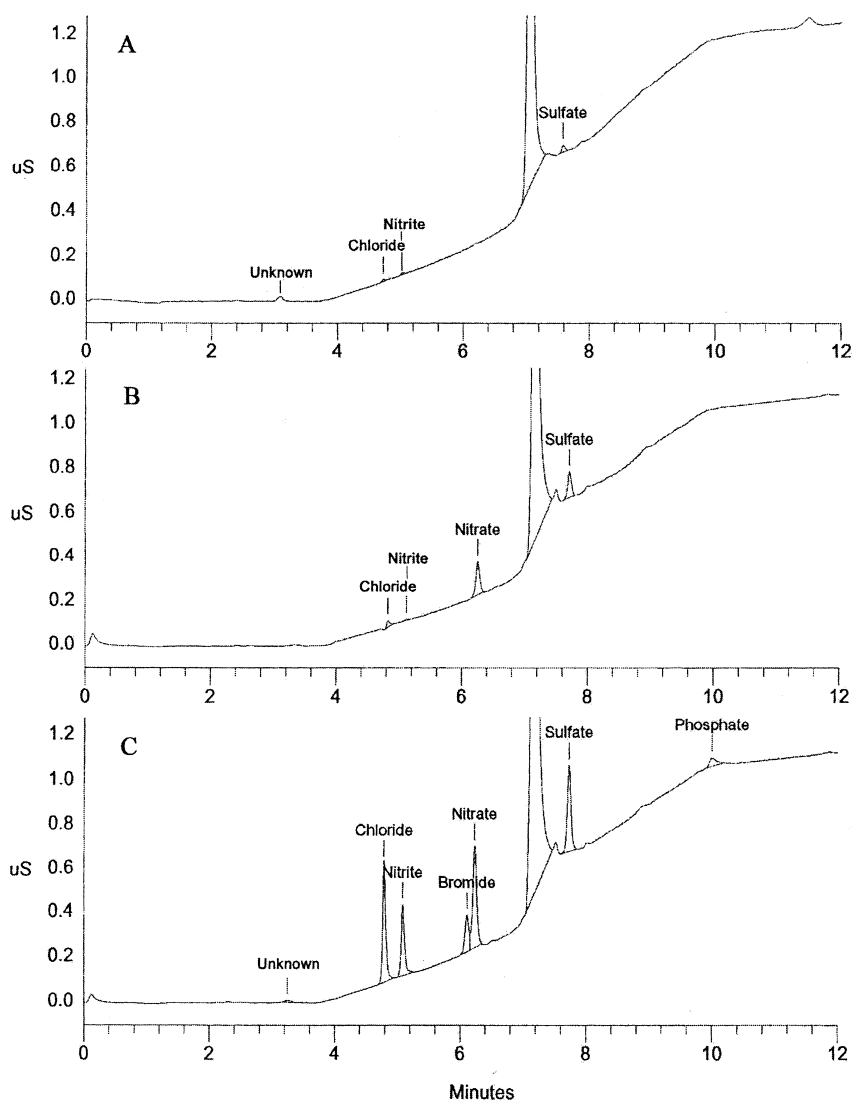 1.2
A
1.0
0.8
Sulfate
uS
0.6
0.4
Nitrite
Chloride
0.2
Unknown
0.0
0 2 4 6 8 10 12
1.2
B
1.0
0.8
Sulfate
0.6
uS
Nitrate
0.4
Nitrite
Chloride
0.2
0.0
0 2 4 6 8 10 12
Phosphate
1.2
Sulfate
C
1.0
Nitrate
0.8
Chloride
uS
0.6
Nitrite
Bromide
0.4
0.2
Unknown
0.0
0 2 4 6 8 10 12
Minutes